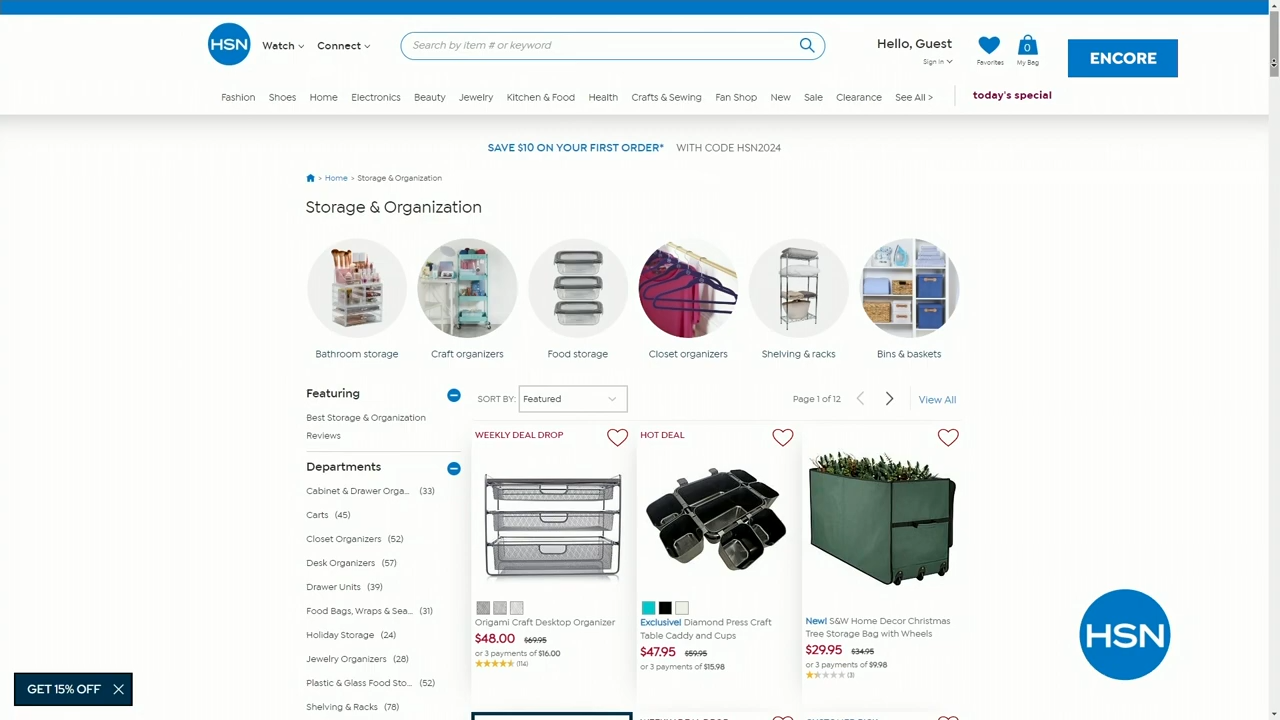 HSN
Watch
Connect
Search by item # or keyword
Hello, Guest
Sign in
Favorites
0
My Bag
ENCORE
Fashion
Shoes
Home
Electronics
Beauty
Jewelry
Kitchen & Food
Health
Crafts & Sewing
Fan Shop
New
Sale
Clearance
See All >
today's special
SAVE $10 ON YOUR FIRST ORDER* WITH CODE HSN2024
> Home > Storage & Organization
Storage & Organization
Bathroom storage
Craft organizers
Food storage
Closet organizers
Shelving & racks
Bins & baskets
Featuring
Best Storage & Organization
Reviews
Departments
Cabinet & Drawer Orga... (33)
Carts (45)
Closet Organizers (52)
Desk Organizers (57)
Drawer Units (39)
Food Bags, Wraps & Sea... (31)
Holiday Storage (24)
Jewelry Organizers (28)
Plastic & Glass Food Sto... (52)
Shelving & Racks (78)
SORT BY: Featured
Page 1 of 12
View All
WEEKLY DEAL DROP
Origami Craft Desktop Organizer
$48.00 $69.95
or 3 payments of $16.00
(114)
HOT DEAL
Exclusive! Diamond Press Craft
Table Caddy and Cups
$47.95 $59.95
or 3 payments of $15.98
New! S&W Home Decor Christmas
Tree Storage Bag with Wheels
$29.95 $34.95
or 3 payments of $9.98
(3)
HSN
GET 15% OFF